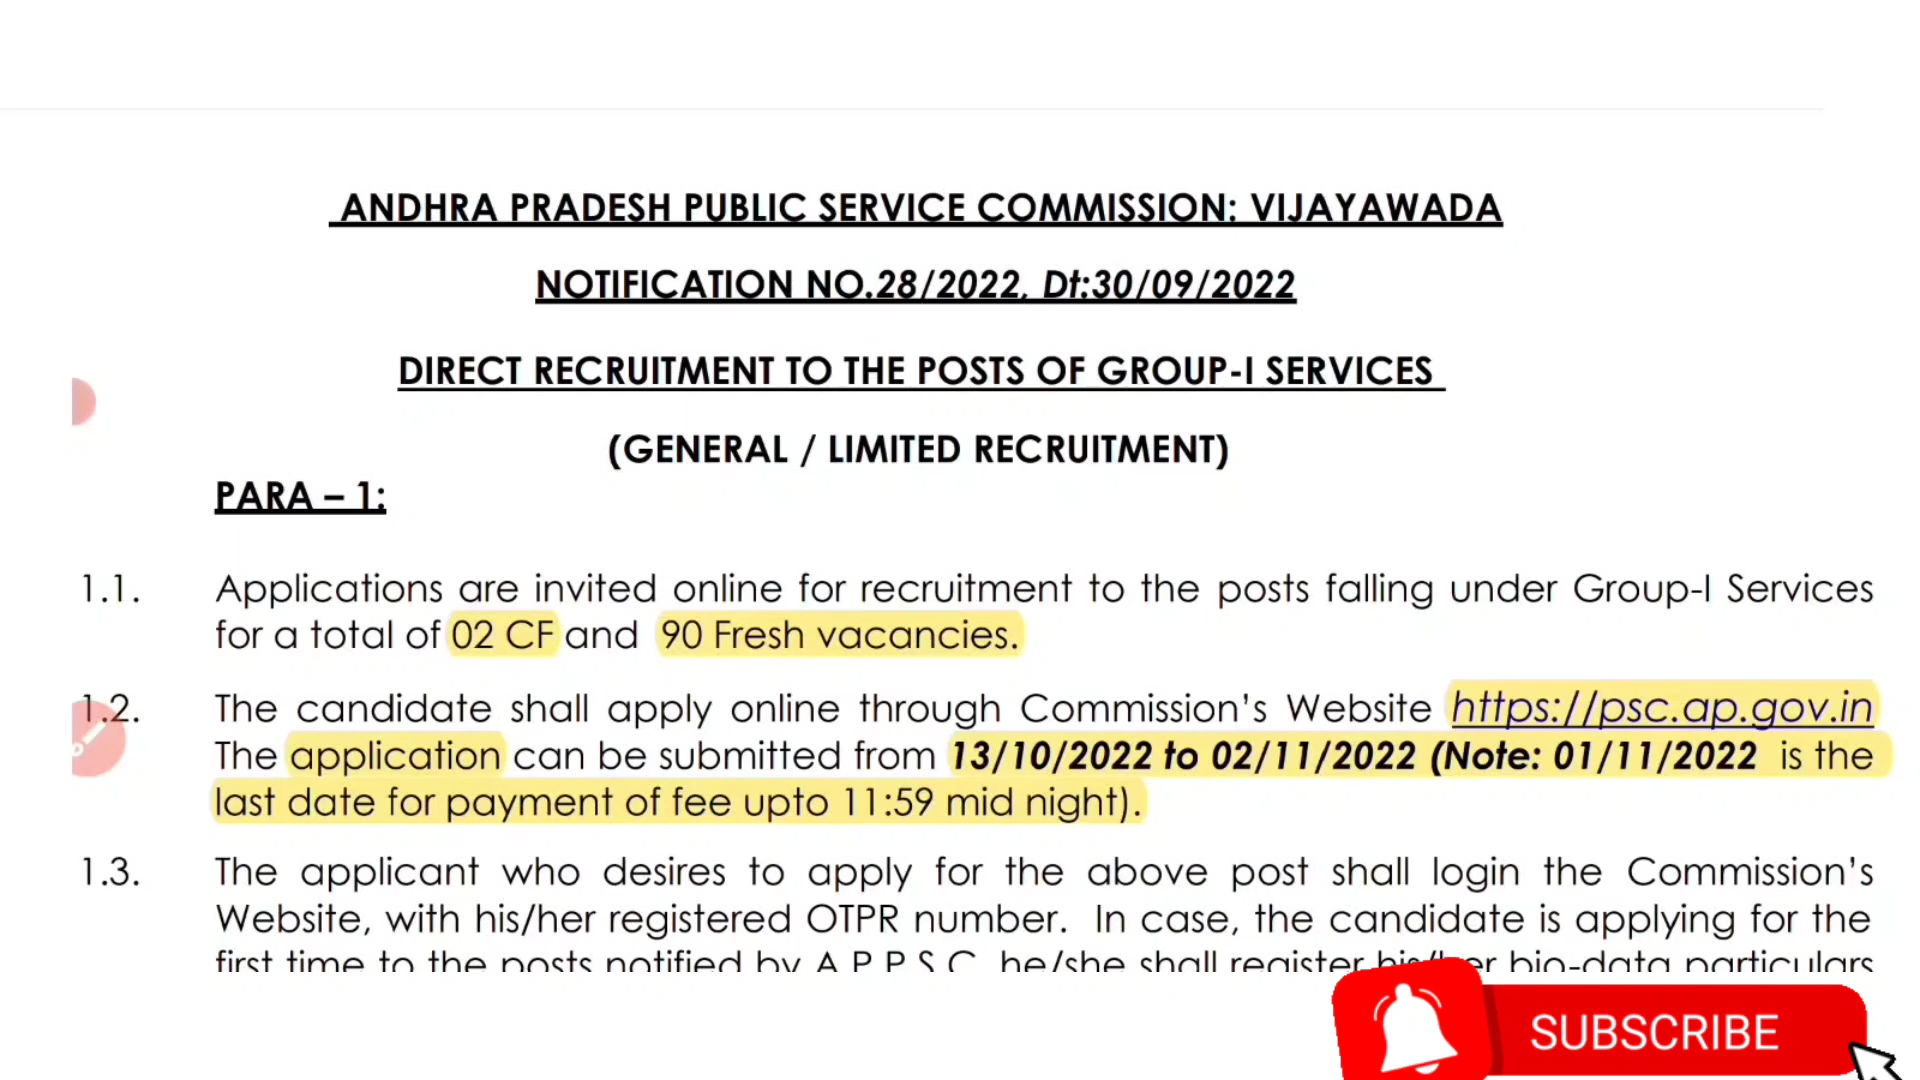 ANDHRA PRADESH PUBLIC SERVICE COMMISSION: VIJAYAWADA
NOTIFICATION NO.28/2022, Dt:30/09/2022
DIRECT RECRUITMENT TO THE POSTS OF GROUP-I SERVICES
(GENERAL / LIMITED RECRUITMENT)
PARA – 1:
1.1. Applications are invited online for recruitment to the posts falling under Group-I Services
for a total of 02 CF and 90 Fresh vacancies.
1.2. The candidate shall apply online through Commission’s Website https://psc.ap.gov.in
The application can be submitted from 13/10/2022 to 02/11/2022 (Note: 01/11/2022 is the
last date for payment of fee upto 11:59 mid night).
1.3. The applicant who desires to apply for the above post shall login the Commission’s
Website, with his/her registered OTPR number. In case, the candidate is applying for the
first time to the posts notified by A.P.P.S.C. he/she shall register his/her bio-data particulars
SUBSCRIBE